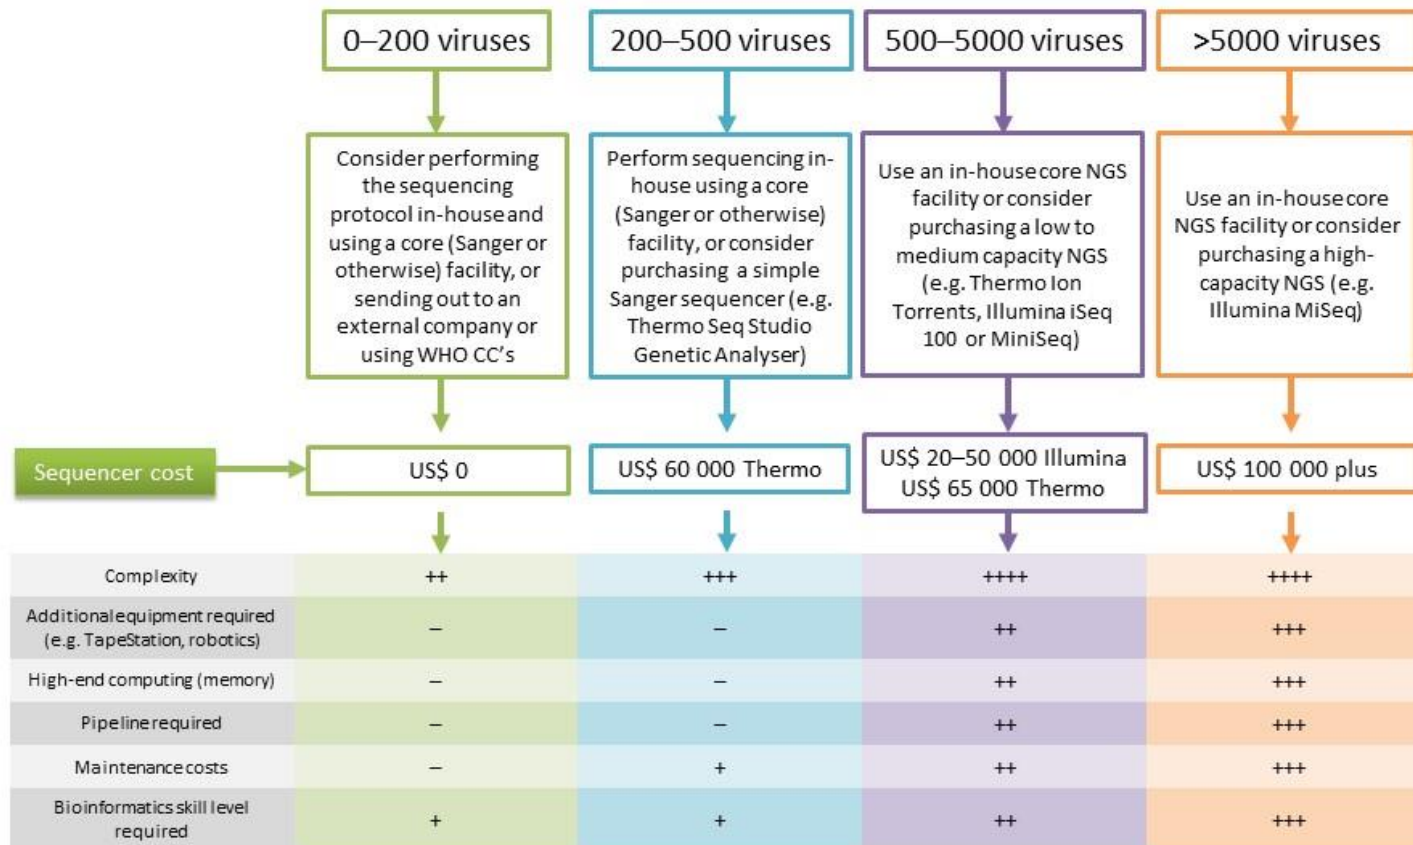 0–200 viruses
200–500 viruses
500–5000 viruses
>5000 viruses
Consider performing
the sequencing
protocol in-house and
using a core (Sanger or
otherwise) facility, or
sending out to an
external company or
using WHO CC's
Perform sequencing in-
house using a core
(Sanger or otherwise)
facility, or consider
purchasing a simple
Sanger sequencer (e.g.
Thermo Seq Studio
Genetic Analyser)
Use an in-house core NGS
facility or consider
purchasing a low to
medium capacity NGS
(e.g. Thermo Ion
Torrents, Illumina iSeq
100 or MiniSeq)
Use an in-house core
NGS facility or consider
purchasing a high-
capacity NGS (e.g.
Illumina MiSeq)
Sequencer cost
US$ 0
US$ 60 000 Thermo
US$ 20–50 000 Illumina
US$ 65 000 Thermo
US$ 100 000 plus
Complexity ++ +++ ++++ ++++
Additional equipment required
(e.g. TapeStation, robotics) – – ++ +++
High-end computing (memory) – – ++ +++
Pipeline required – – ++ +++
Maintenance costs – + ++ +++
Bioinformatics skill level
required + + ++ +++